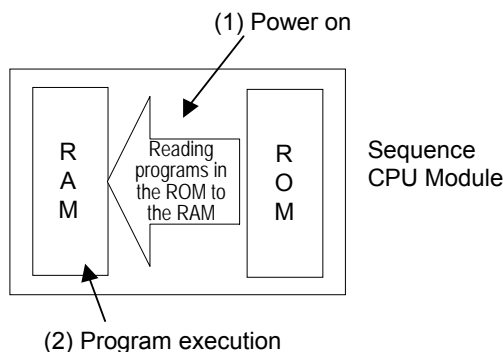 (1) Power on
R
A
M
Reading
programs in
the ROM to
the RAM
R
O
M
Sequence
CPU Module
(2) Program execution